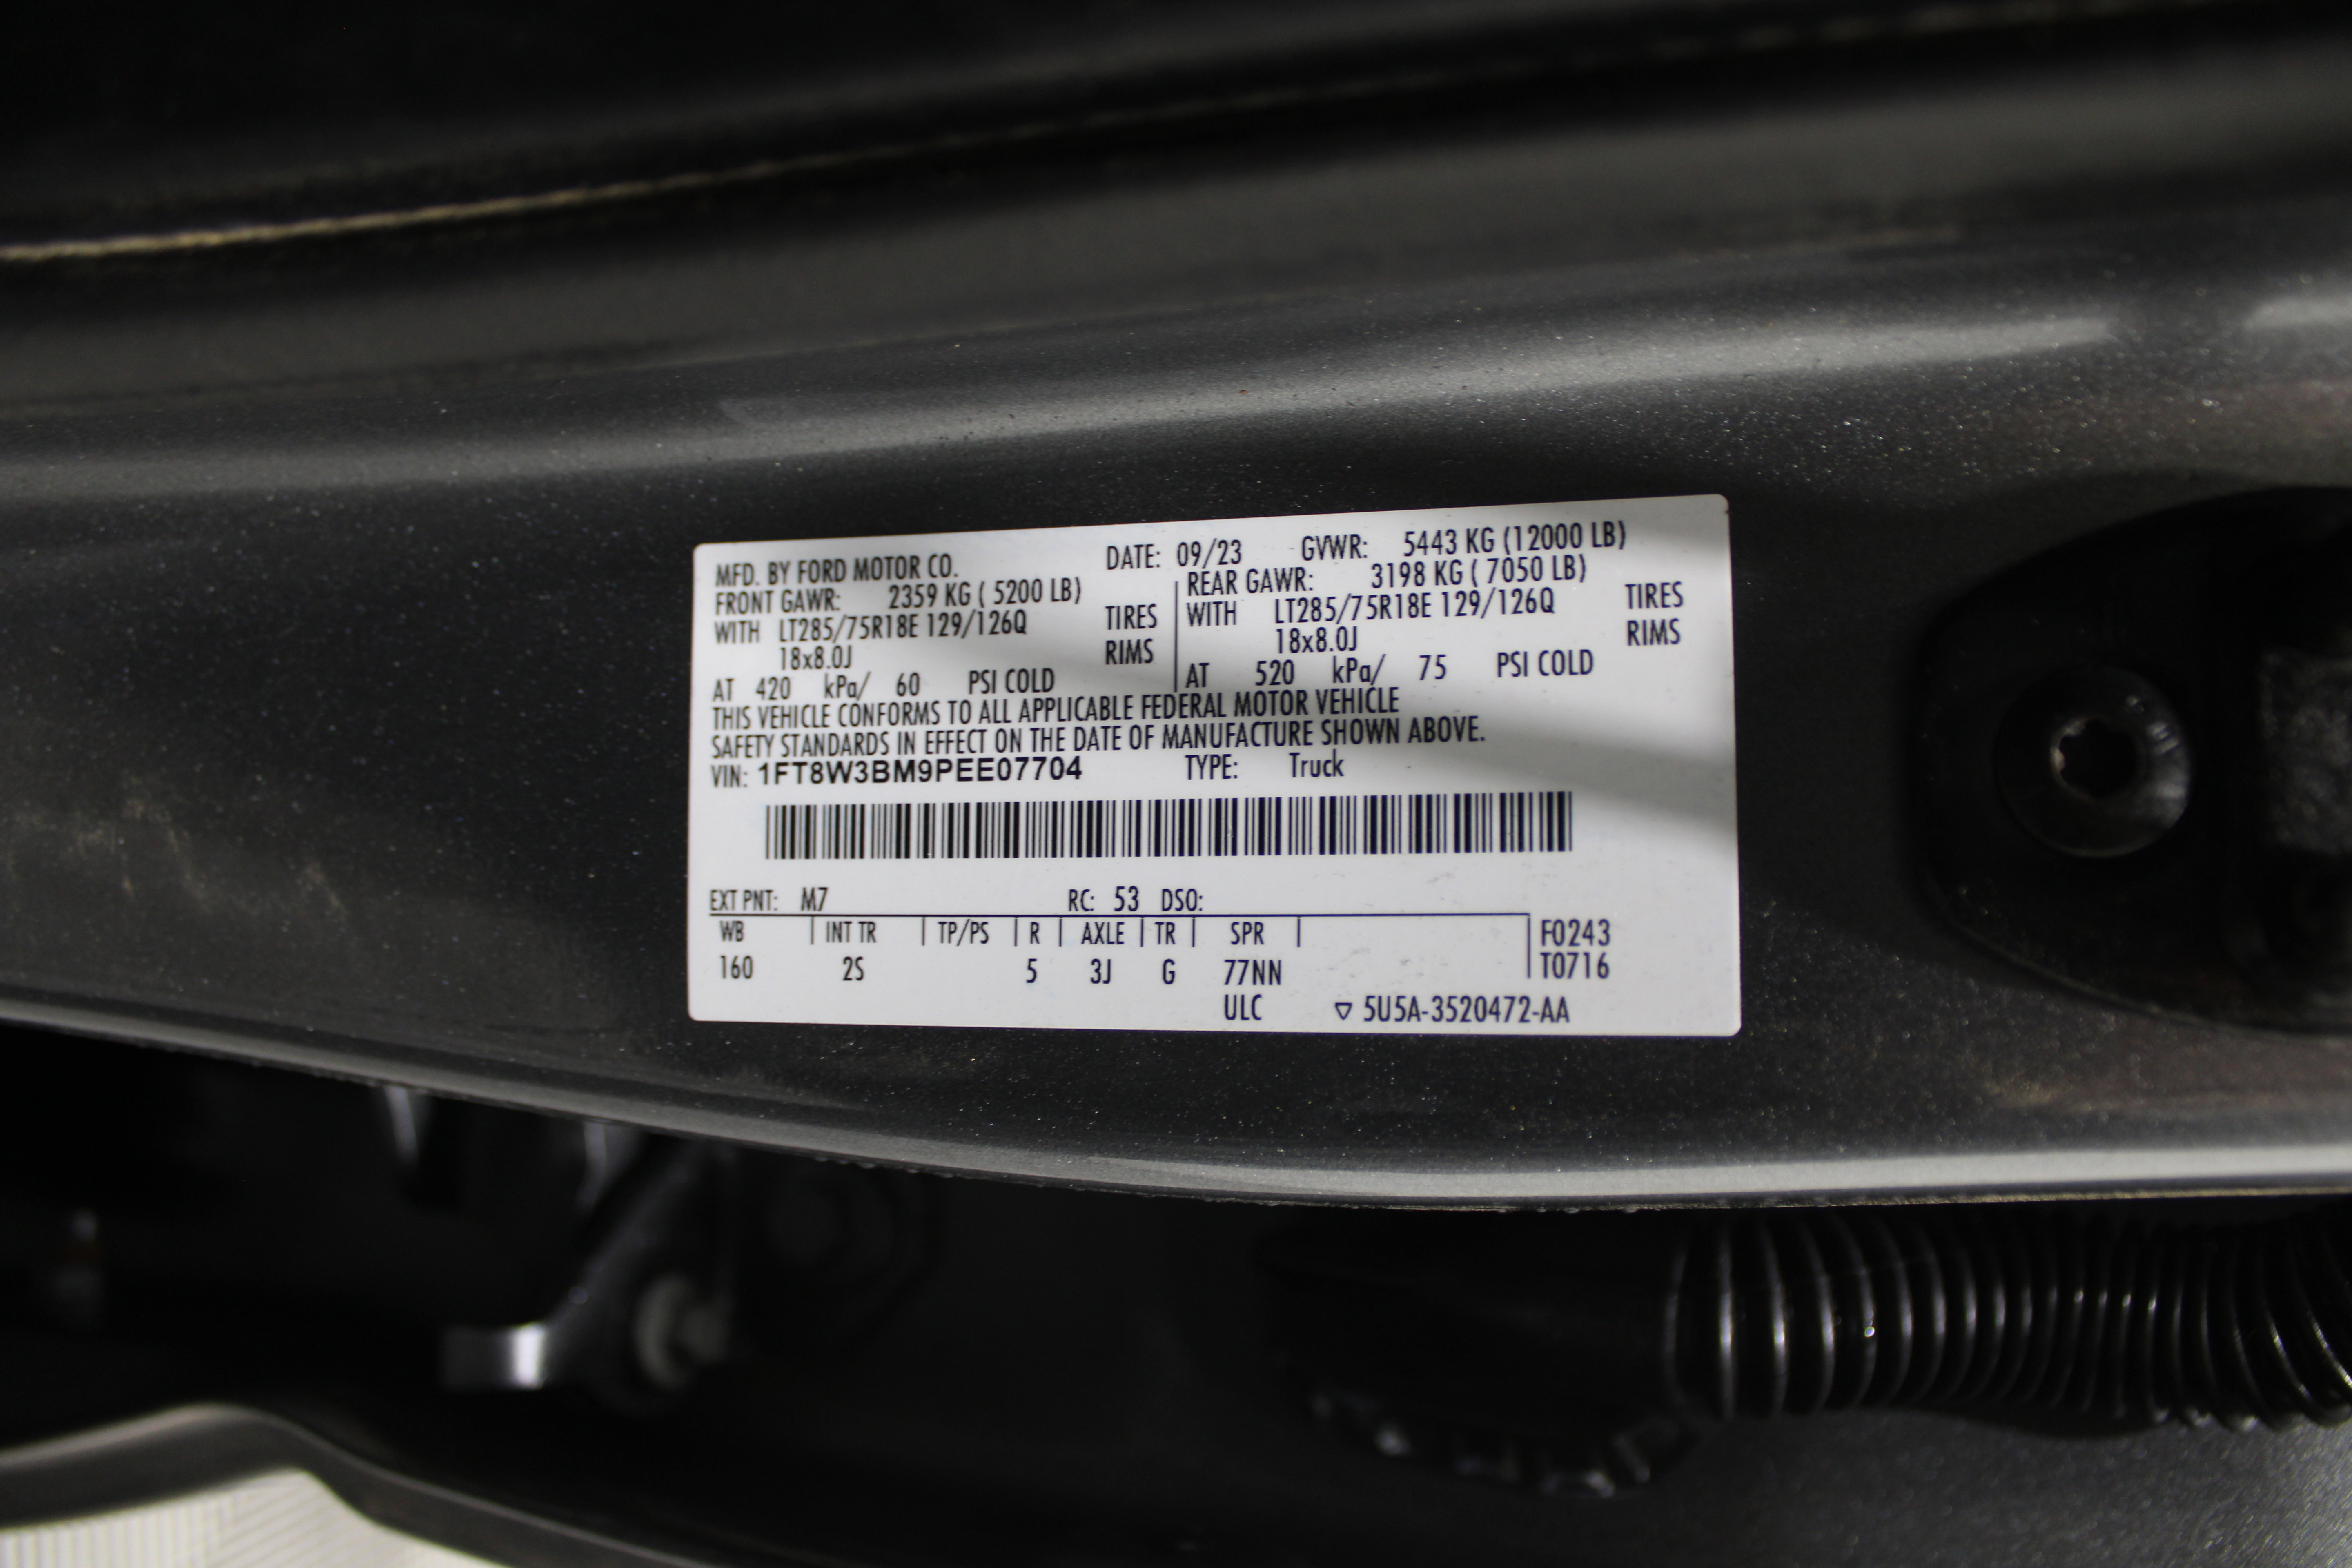 MFD. BY FORD MOTOR CO. DATE: 09/23 GVWR: 5443 KG (12000 LB)
FRONT GAWR: 2359 KG ( 5200 LB) REAR GAWR: 3198 KG ( 7050 LB)
WITH LT285/75R18E 129/126Q TIRES WITH LT285/75R18E 129/126Q TIRES
18x8.0J RIMS 18x8.0J RIMS
AT 420 kPa/ 60 PSI COLD AT 520 kPa/ 75 PSI COLD
THIS VEHICLE CONFORMS TO ALL APPLICABLE FEDERAL MOTOR VEHICLE
SAFETY STANDARDS IN EFFECT ON THE DATE OF MANUFACTURE SHOWN ABOVE.
VIN: 1FT8W3BM9PEE07704 TYPE: Truck
EXT PNT: M7 RC: 53 DSO:
WB INT TR TP/PS R AXLE TR SPR F0243
160 2S 5 3J G 77NN T0716
ULC ▽ 5U5A-3520472-AA